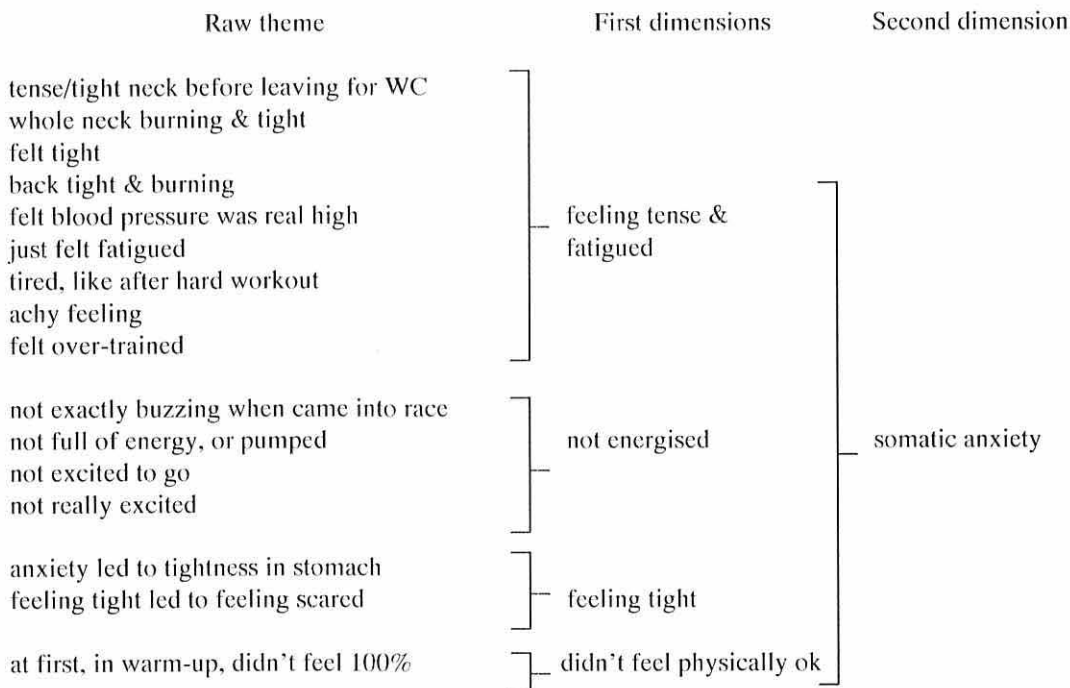 Raw theme First dimensions Second dimension
tense/tight neck before leaving for WC
whole neck burning & tight
felt tight
back tight & burning
felt blood pressure was real high
just felt fatigued
tired, like after hard workout
achy feeling
felt over-trained
feeling tense &
fatigued
not exactly buzzing when came into race
not full of energy, or pumped
not excited to go
not really excited
not energised
somatic anxiety
anxiety led to tightness in stomach
feeling tight led to feeling scared
feeling tight
at first, in warm-up, didn't feel 100%
didn't feel physically ok